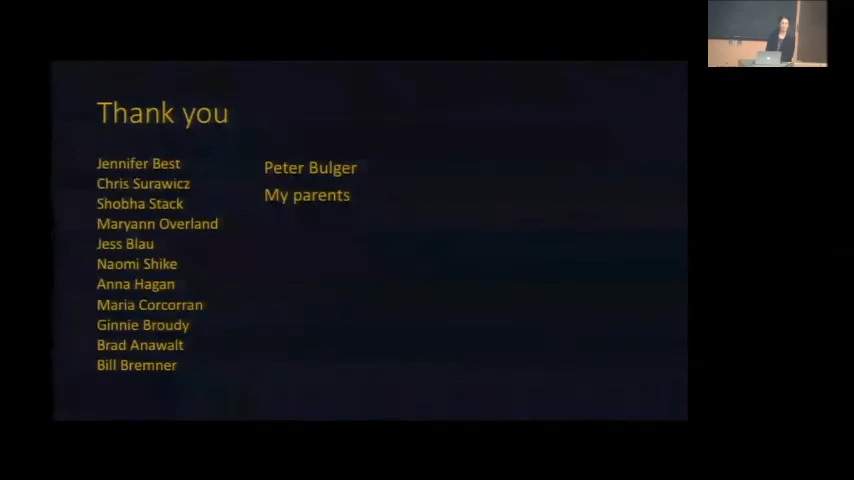 Thank you
Jennifer Best
Chris Surawicz
Shobha Stack
Maryann Overland
Jess Blau
Naomi Shike
Anna Hagan
Maria Corcorran
Ginnie Broudy
Brad Anawalt
Bill Bremner
Peter Bulger
My parents